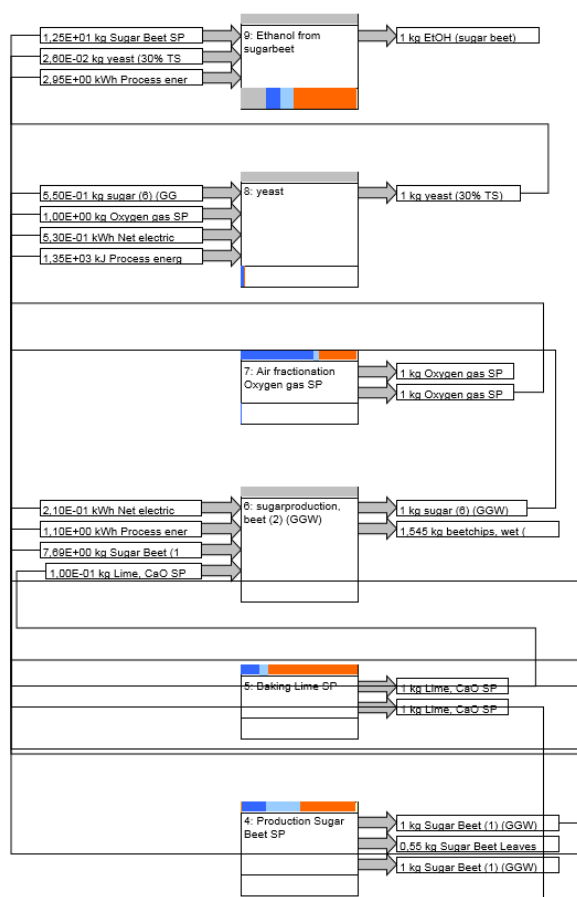 1,25E+01 kg Sugar Beet SP
9: Ethanol from
sugarbeet
1 kg EtOH (sugar beet)
2,60E-02 kg yeast (30% TS
2,95E+00 kWh Process ener
5,50E-01 kg sugar (6) (GG
8: yeast
1 kg yeast (30% TS)
1,00E+00 kg Oxygen gas SP
5,30E-01 kWh Net electric
1,35E+03 kJ Process energ
7: Air fractionation
Oxygen gas SP
1 kg Oxygen gas SP
1 kg Oxygen gas SP
2,10E-01 kWh Net electric
6: sugarproduction,
beet (2) (GGW)
1 kg sugar (6) (GGW)
1,10E+00 kWh Process ener
1,545 kg beetchips, wet (
7,69E+00 kg Sugar Beet (1
1,00E-01 kg Lime, CaO SP
5: Baking Lime SP
1 kg Lime, CaO SP
1 kg Lime, CaO SP
4: Production Sugar
Beet SP
1 kg Sugar Beet (1) (GGW)
0,55 kg Sugar Beet Leaves
1 kg Sugar Beet (1) (GGW)